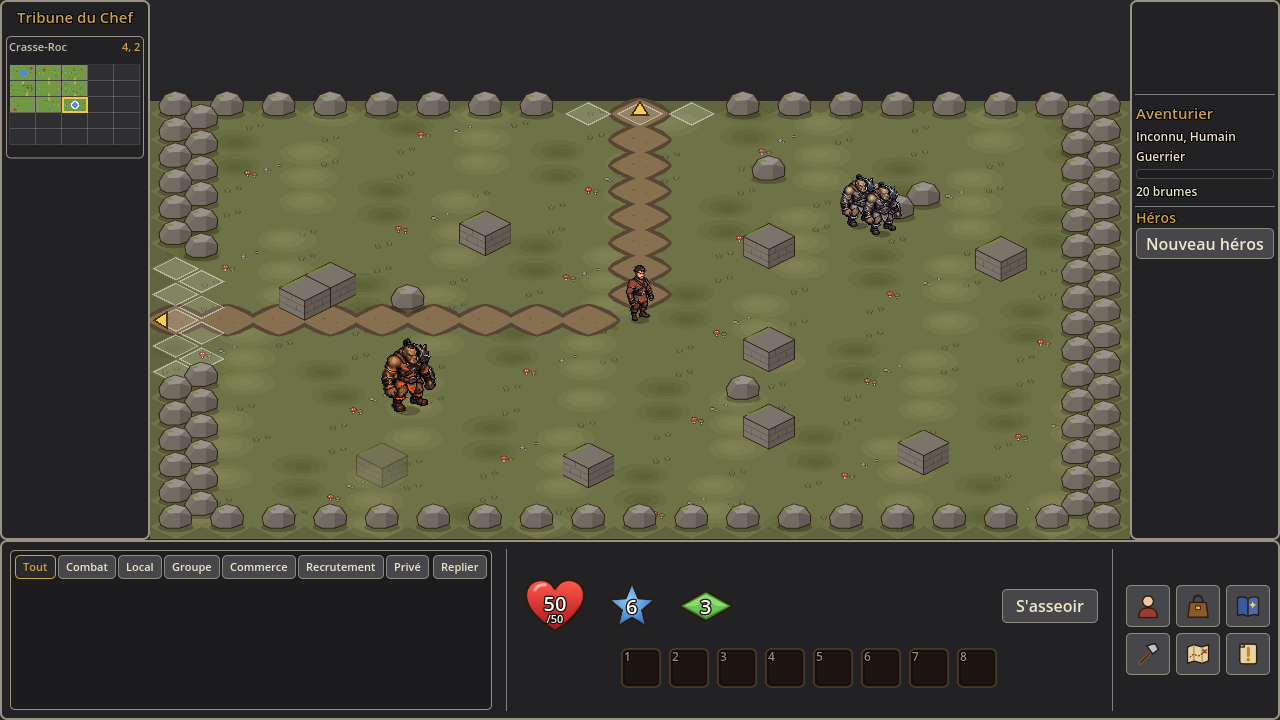 Tribune du Chef
Crasse-Roc 4, 2
Aventurier
Inconnu, Humain
Guerrier
20 brumes
Héros
Nouveau héros
Tout Combat Local Groupe Commerce Recrutement Privé Replier
50
/50
6
3
S'asseoir
1 2 3 4 5 6 7 8